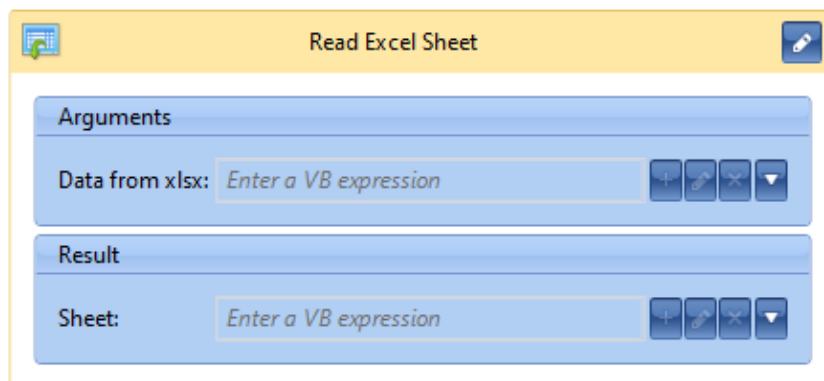 Read Excel Sheet
Arguments
Data from xlsx: Enter a VB expression
Result
Sheet: Enter a VB expression